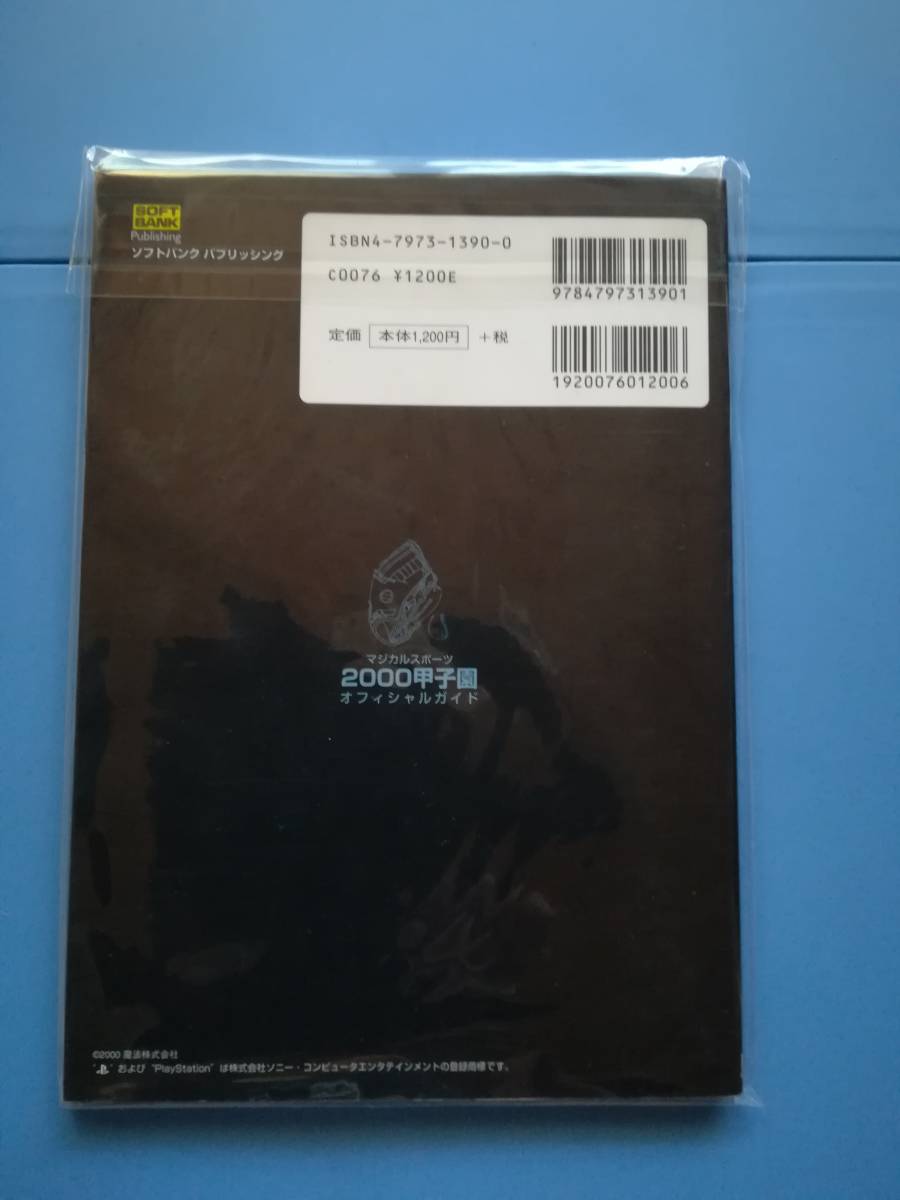 SOFT
BANK
Publishing
ソフトバンク パブリッシング
ISBN4-7973-1390-0
C0076 ¥1200E
定価 本体1,200円 +税
9784797313901
1920076012006
マジカルスポーツ
2000甲子園
オフィシャルガイド
©2000 魔法株式会社
"PS" および "PlayStation" は株式会社ソニー・コンピュータエンタテインメントの登録商標です。